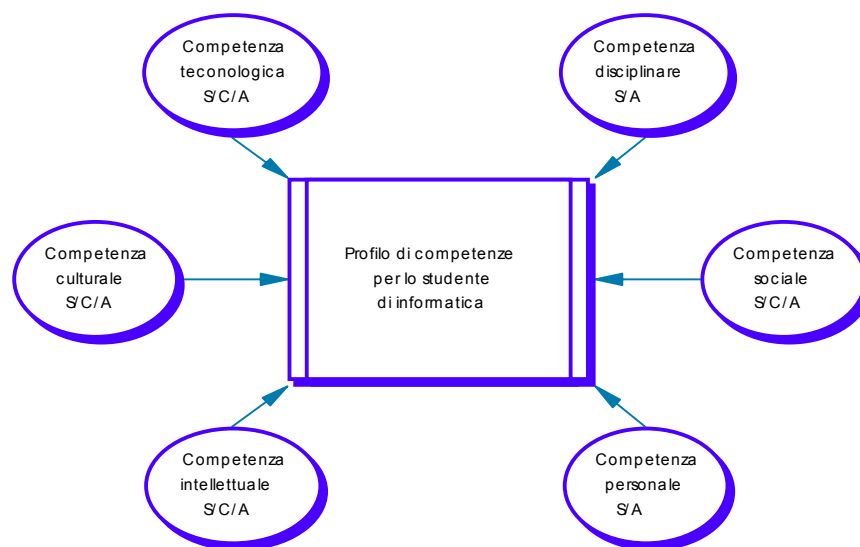 Competenza
teconologica
S/C/A
Competenza
disciplinare
S/A
Competenza
culturale
S/C/A
Profilo di competenze
per lo studente
di informatica
Competenza
sociale
S/C/A
Competenza
intellettuale
S/C/A
Competenza
personale
S/A